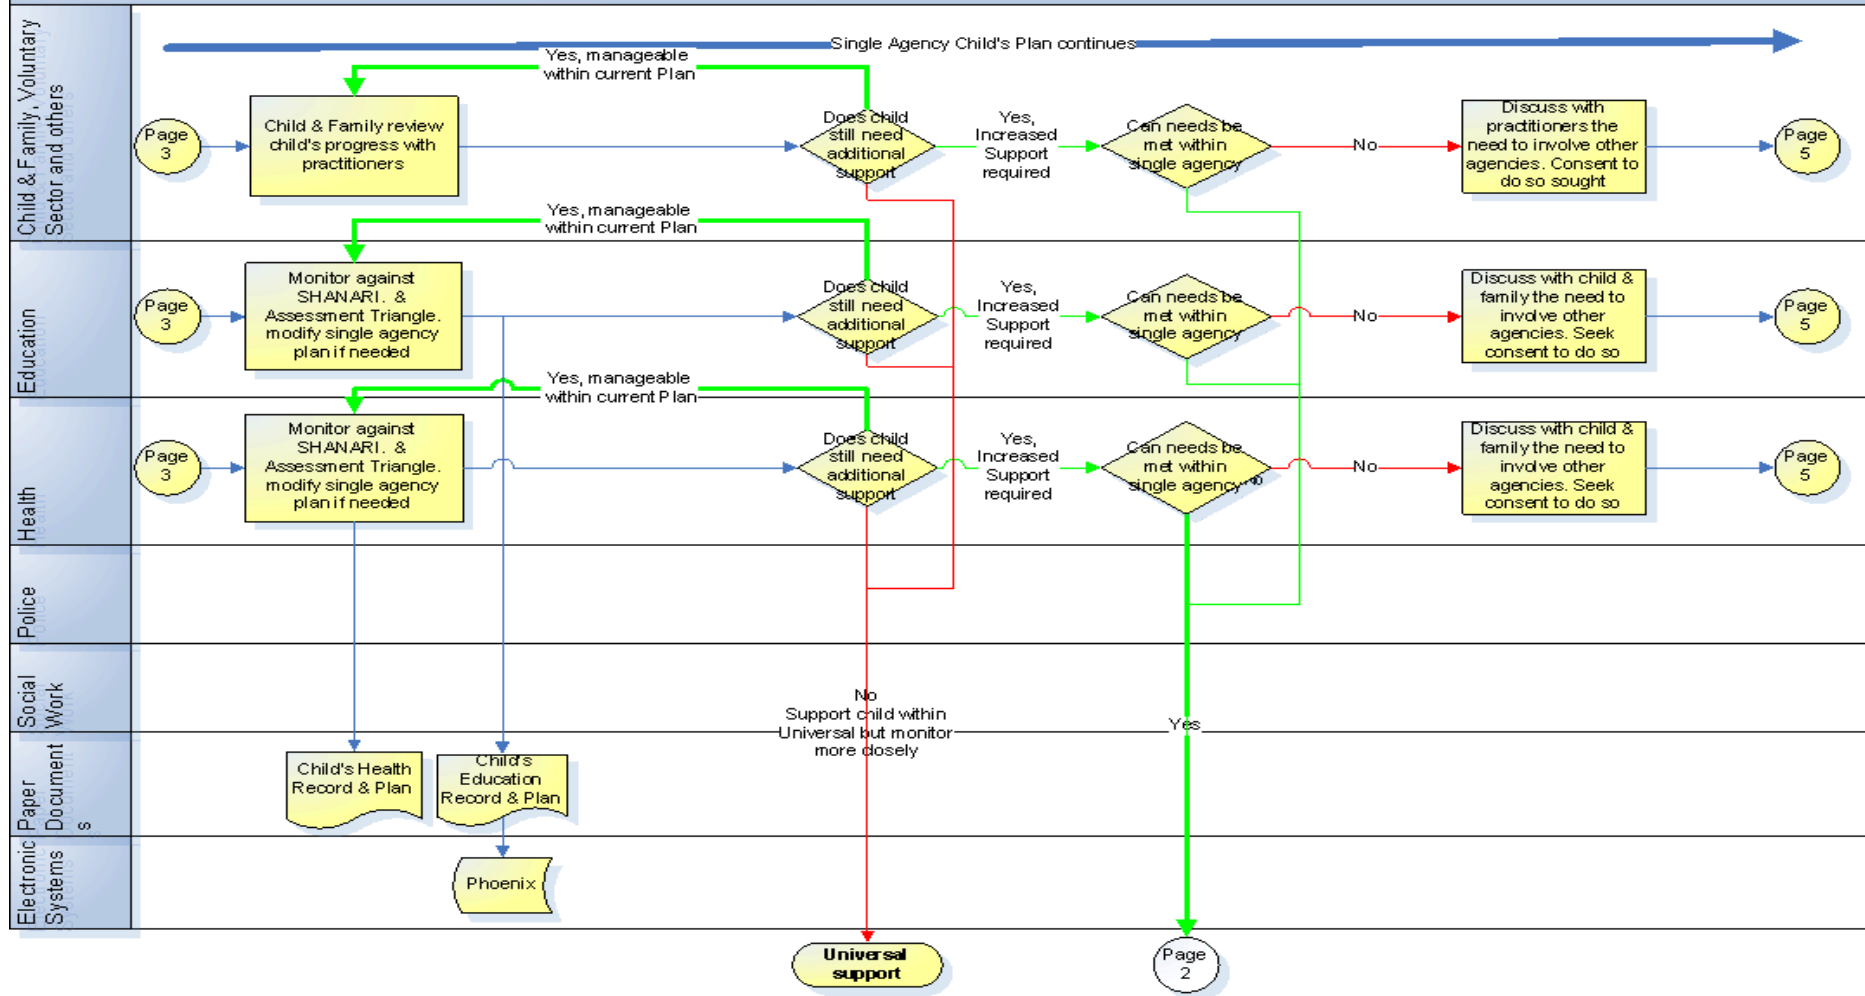 Single Agency Child's Plan continues
Child & Family, Voluntary
Sector and others
Page
3
Child & Family review
child's progress with
practitioners
Yes, manageable
within current Plan
Does child
still need
additional
support
Yes,
Increased
Support
required
Can needs be
met within
single agency
No
Discuss with
practitioners the
need to involve other
agencies. Consent to
do so sought
Page
5
Education
Page
3
Monitor against
SHANARI. &
Assessment Triangle.
modify single agency
plan if needed
Yes, manageable
within current Plan
Does child
still need
additional
support
Yes,
Increased
Support
required
Can needs be
met within
single agency
No
Discuss with child &
family the need to
involve other
agencies. Seek
consent to do so
Page
5
Health
Page
3
Monitor against
SHANARI. &
Assessment Triangle.
modify single agency
plan if needed
Yes, manageable
within current Plan
Does child
still need
additional
support
Yes,
Increased
Support
required
Can needs be
met within
single agency
No
No
Discuss with child &
family the need to
involve other
agencies. Seek
consent to do so
Page
5
Police
Social
Work
No
Support child within
Universal but monitor
more closely
Yes
Paper
Document
s
Child's Health
Record & Plan
Child's
Education
Record & Plan
Electronic
Systems
Phoenix
Universal
support
Page
2